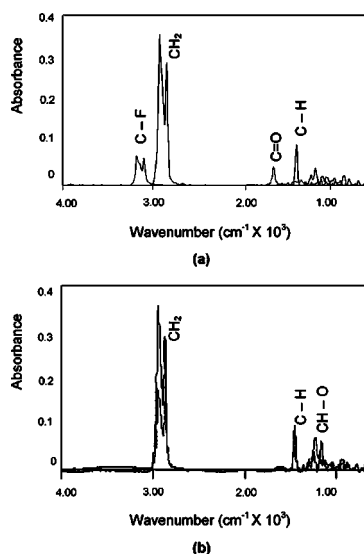 0.4
0.3
0.2
0.1
0
Absorbance
C – F
CH₂
C=O
C – H
4.00
3.00
2.00
1.00
Wavenumber (cm⁻¹ X 10³)
(a)
0.4
0.3
0.2
0.1
0
Absorbance
CH₂
C – H
CH – O
4.00
3.00
2.00
1.00
Wavenumber (cm⁻¹ X 10³)
(b)